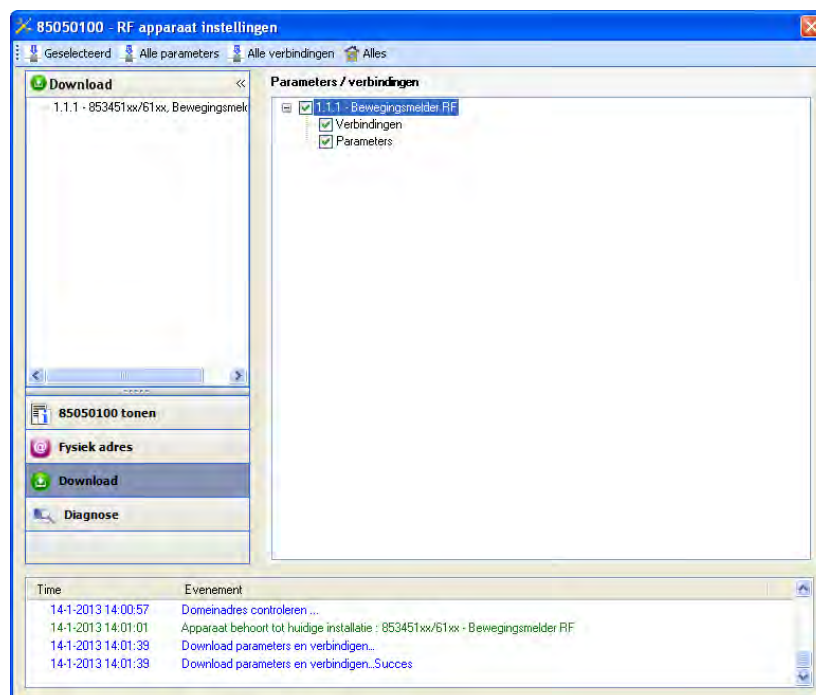 85050100 - RF apparaat instellingen
Geselecteerd Alle parameters Alle verbindingen Alles
Download «
1.1.1 - 853451xx/61xx, Bewegingsmelc
85050100 tonen
Fysiek adres
Download
Diagnose
Parameters / verbindingen
1.1.1 - Bewegingsmelder RF
Verbindingen
Parameters
Time Evenement
14-1-2013 14:00:57 Domeinadres controleren ...
14-1-2013 14:01:01 Apparaat behoort tot huidige installatie : 853451xx/61xx - Bewegingsmelder RF
14-1-2013 14:01:39 Download parameters en verbindigen...
14-1-2013 14:01:39 Download parameters en verbindigen...Succes